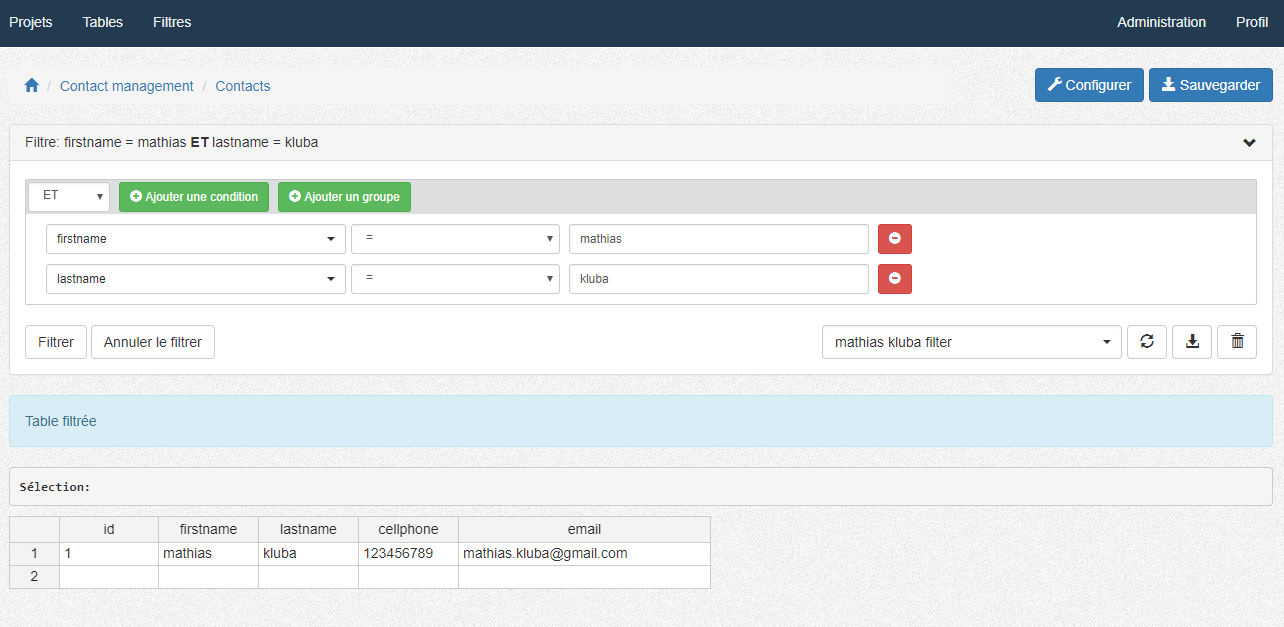 Projets Tables Filtres Administration Profil
/ Contact management / Contacts Configurer Sauvegarder
Filtre: firstname = mathias ET lastname = kluba
ET Ajouter une condition Ajouter un groupe
firstname = mathias
lastname = kluba
Filtrer Annuler le filtrer mathias kluba filter
Table filtrée
Sélection:
id firstname lastname cellphone email
1 1 mathias kluba 123456789 mathias.kluba@gmail.com
2